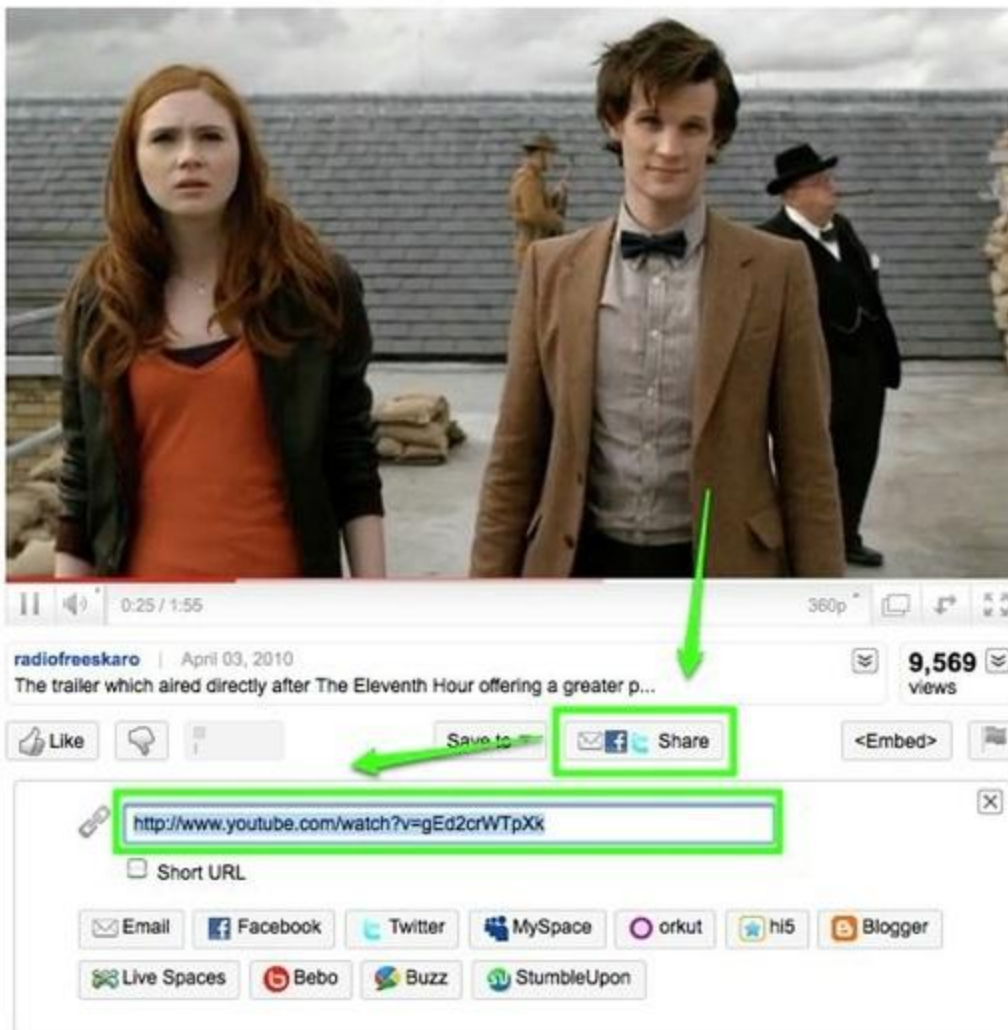 0:25 / 1:55 360p
radiofreeskaro | April 03, 2010
The trailer which aired directly after The Eleventh Hour offering a greater p...
9,569
views
Like Save to Share <Embed>
http://www.youtube.com/watch?v=gEd2crWTpXk
Short URL
Email Facebook Twitter MySpace orkut hi5 Blogger
Live Spaces Bebo Buzz StumbleUpon